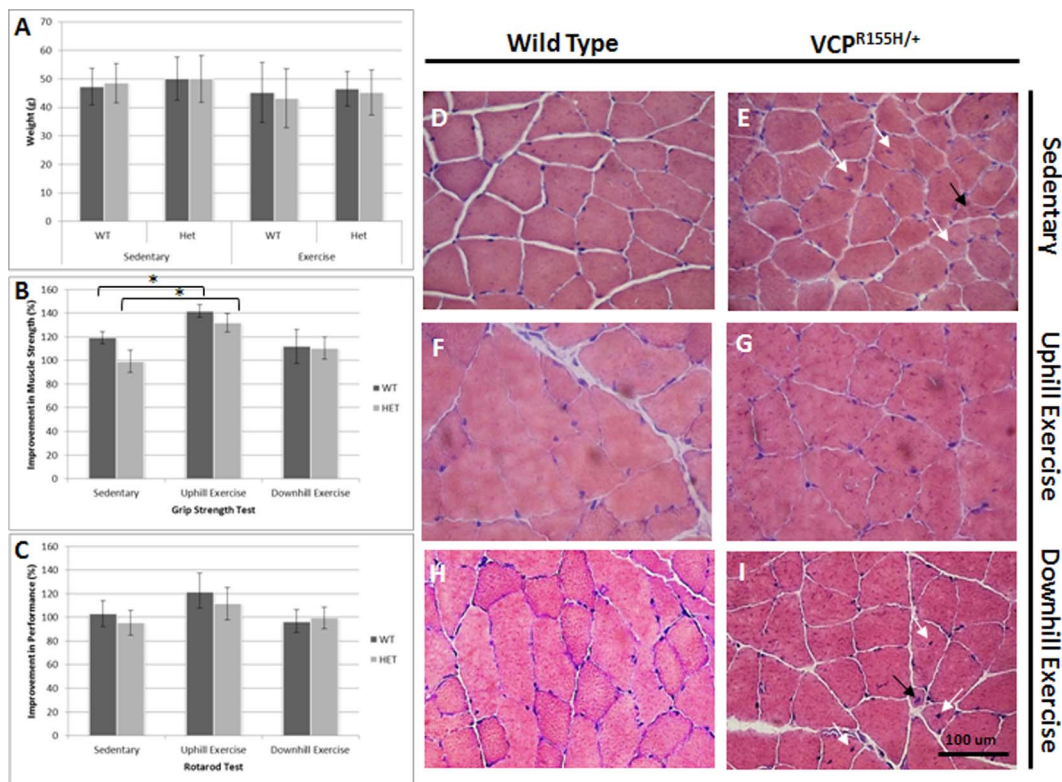 A
Weight (g)
70
60
50
40
30
20
10
0
WT
Het
WT
Het
Sedentary
Exercise
B
Improvement in Muscle Strength (%)
160
140
120
100
80
60
40
20
0
*
*
WT
HET
Sedentary
Uphill Exercise
Downhill Exercise
Grip Strength Test
C
Improvement in Performance (%)
160
140
120
100
80
60
40
20
0
WT
HET
Sedentary
Uphill Exercise
Downhill Exercise
Rotarod Test
Wild Type
VCP^R155H/+
D
E
Sedentary
F
G
Uphill Exercise
H
I
Downhill Exercise
100 um